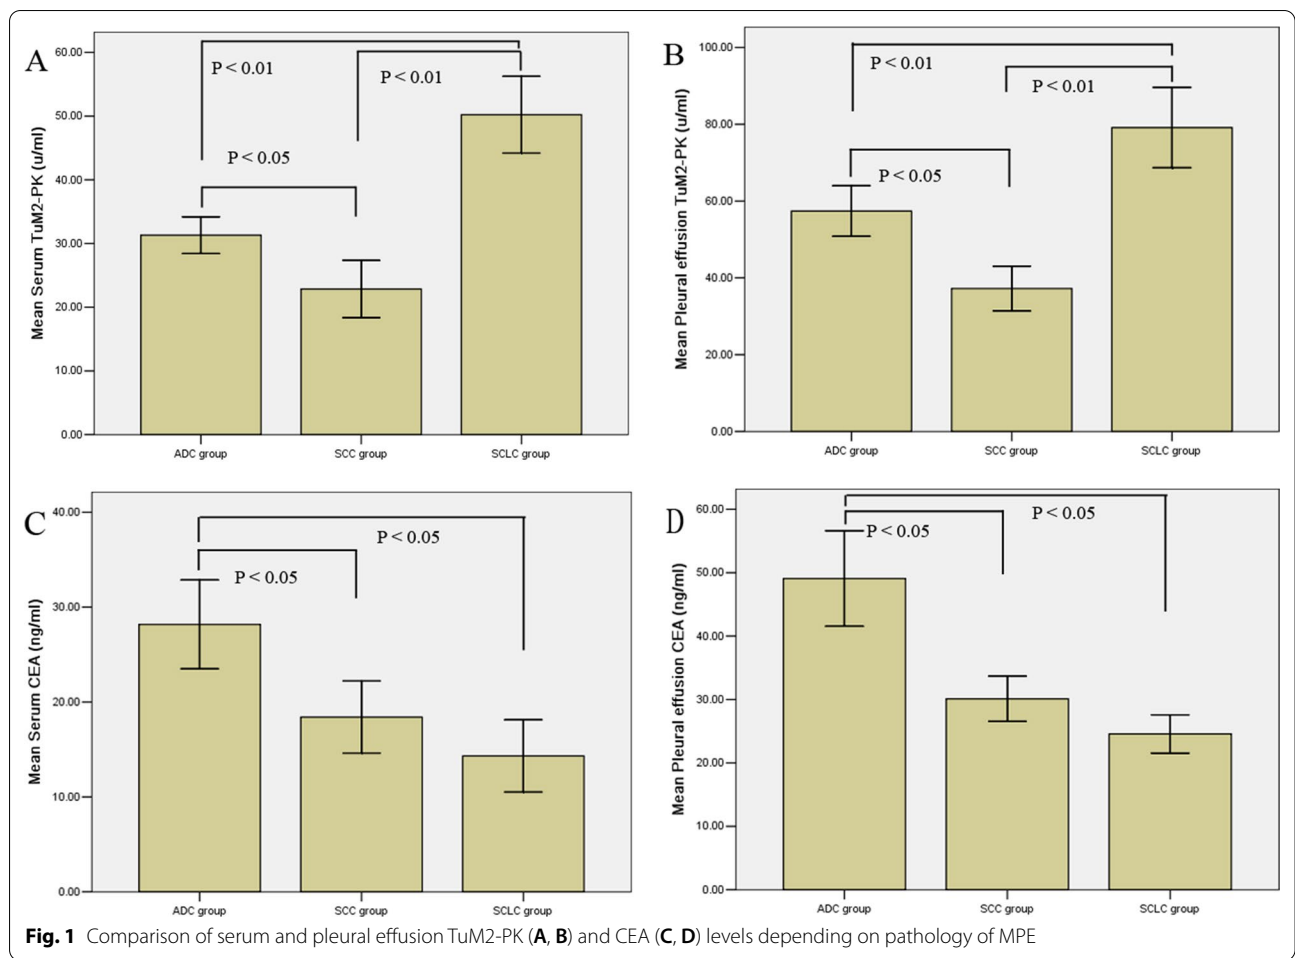 A
Mean Serum TuM2-PK (u/ml)
60.00
50.00
40.00
30.00
20.00
10.00
0.00
P < 0.01
P < 0.01
P < 0.05
ADC group
SCC group
SCLC group
B
Mean Pleural effusion TuM2-PK (u/ml)
100.00
80.00
60.00
40.00
20.00
0.00
P < 0.01
P < 0.01
P < 0.05
ADC group
SCC group
SCLC group
C
Mean Serum CEA (ng/ml)
40.00
30.00
20.00
10.00
0.00
P < 0.05
P < 0.05
ADC group
SCC group
SCLC group
D
Mean Pleural effusion CEA (ng/ml)
60.00
50.00
40.00
30.00
20.00
10.00
0.00
P < 0.05
P < 0.05
ADC group
SCC group
SCLC group
Fig. 1 Comparison of serum and pleural effusion TuM2-PK (A, B) and CEA (C, D) levels depending on pathology of MPE